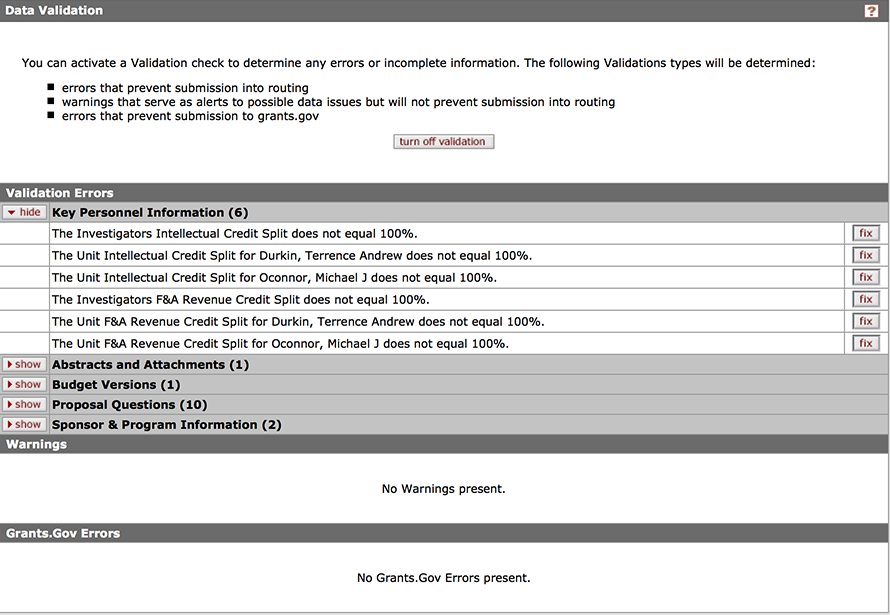 Data Validation
?
You can activate a Validation check to determine any errors or incomplete information. The following Validations types will be determined:
errors that prevent submission into routing
warnings that serve as alerts to possible data issues but will not prevent submission into routing
errors that prevent submission to grants.gov
turn off validation
Validation Errors
hide Key Personnel Information (6)
The Investigators Intellectual Credit Split does not equal 100%. fix
The Unit Intellectual Credit Split for Durkin, Terrence Andrew does not equal 100%. fix
The Unit Intellectual Credit Split for Oconnor, Michael J does not equal 100%. fix
The Investigators F&A Revenue Credit Split does not equal 100%. fix
The Unit F&A Revenue Credit Split for Durkin, Terrence Andrew does not equal 100%. fix
The Unit F&A Revenue Credit Split for Oconnor, Michael J does not equal 100%. fix
show Abstracts and Attachments (1)
show Budget Versions (1)
show Proposal Questions (10)
show Sponsor & Program Information (2)
Warnings
No Warnings present.
Grants.Gov Errors
No Grants.Gov Errors present.